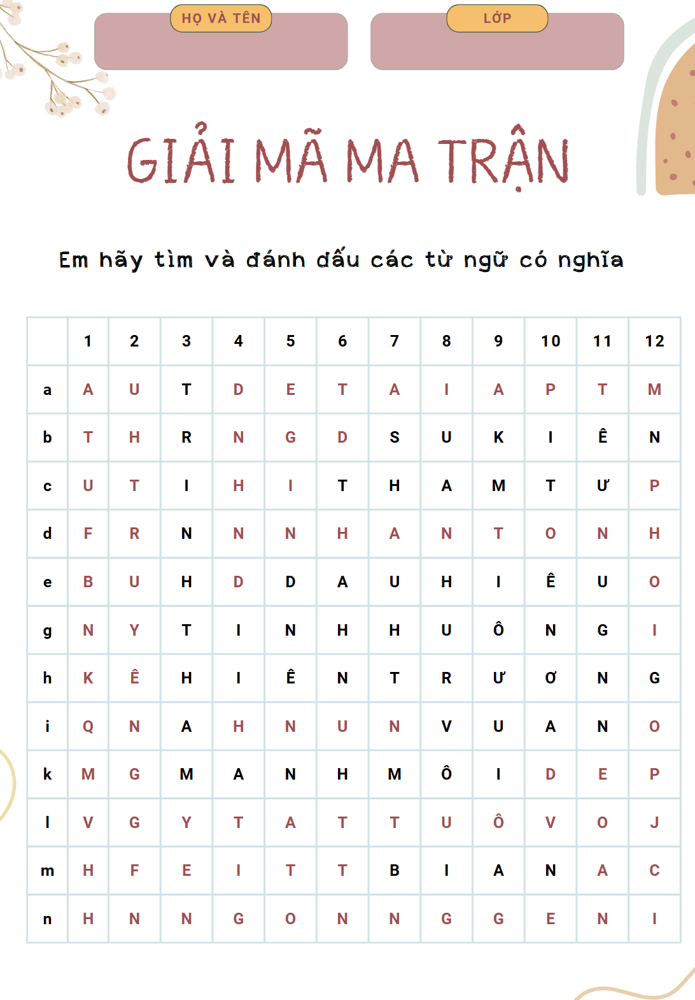 HỌ VÀ TÊN LỚP
GIẢI MÃ MA TRẬN
Em hãy tìm và đánh dấu các từ ngữ có nghĩa
1 2 3 4 5 6 7 8 9 10 11 12
a A U T D E T A I A P T M
b T H R N G D S U K I Ê N
c U T I H I T H A M T Ư P
d F R N N N H A N T O N H
e B U H D D A U H I Ê U O
g N Y T I N H H U Ô N G I
h K Ê H I Ê N T R Ư Ơ N G
i Q N A H N U N V U A N O
k M G M A N H M Ô I D E P
l V G Y T A T T U Ô V O J
m H F E I T T B I A N A C
n H N N G O N N G G E N I